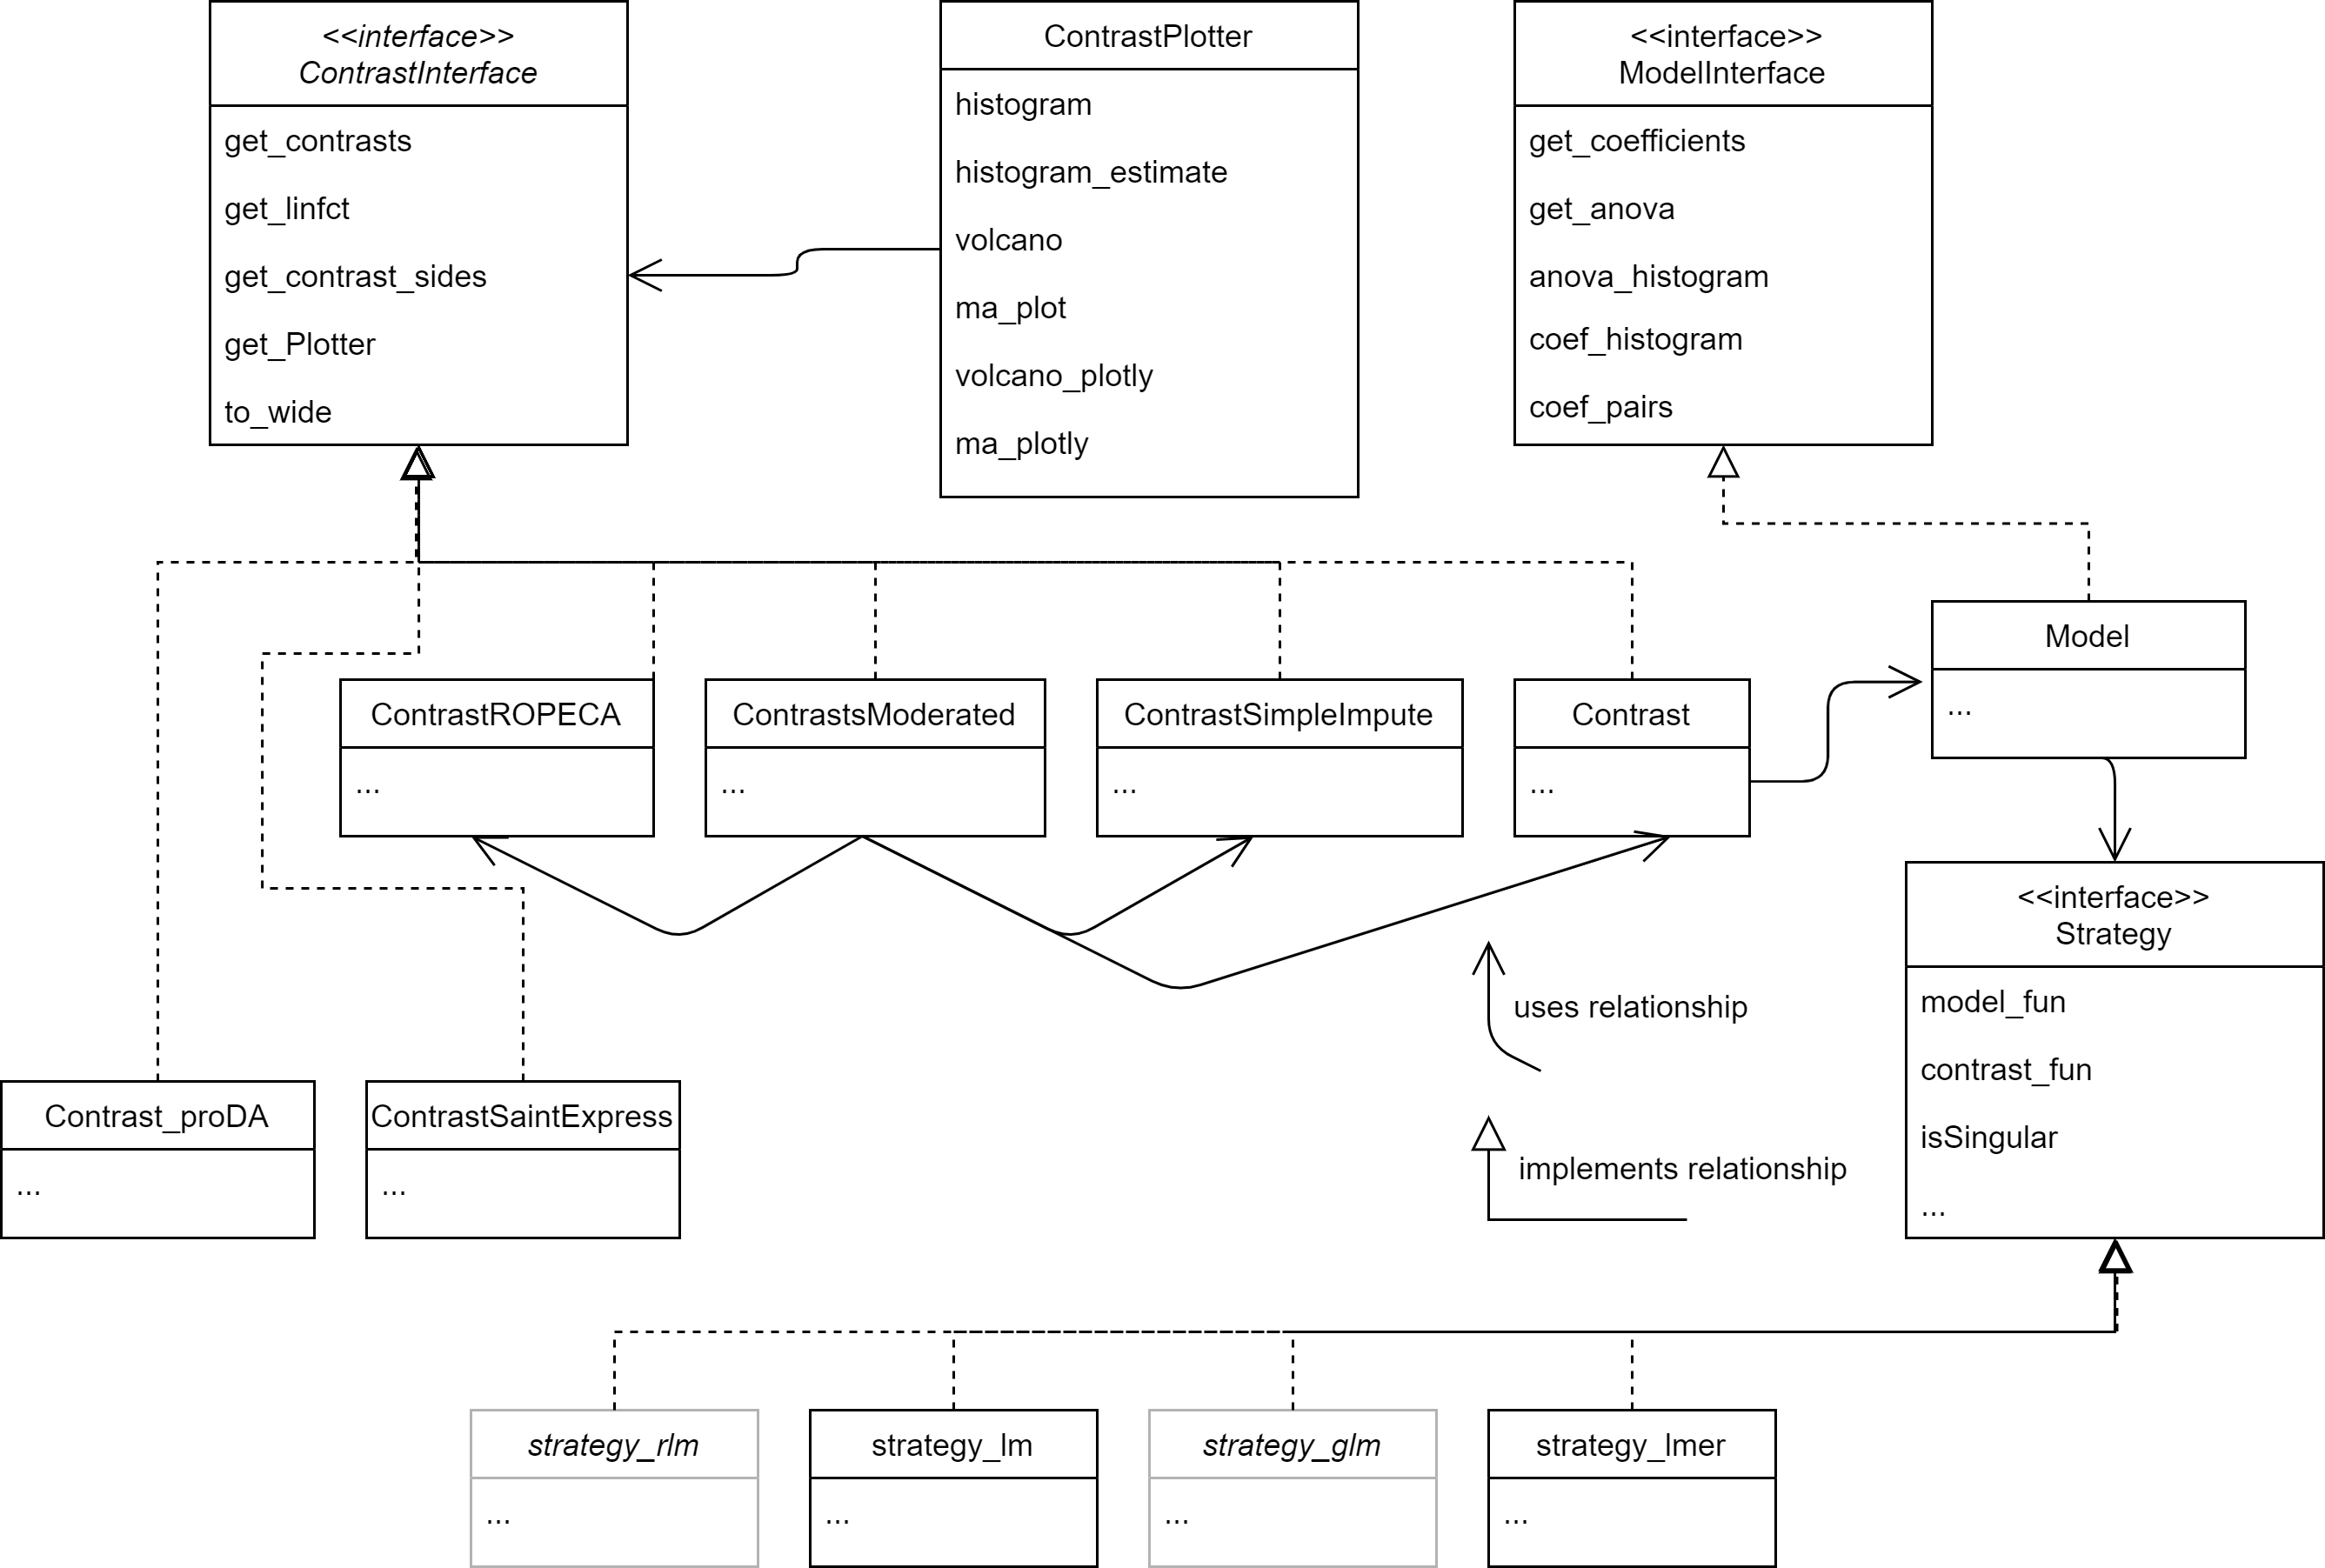 <<interface>>
ContrastInterface
get_contrasts
get_linfct
get_contrast_sides
get_Plotter
to_wide
ContrastPlotter
histogram
histogram_estimate
volcano
ma_plot
volcano_plotly
ma_plotly
<<interface>>
ModelInterface
get_coefficients
get_anova
anova_histogram
coef_histogram
coef_pairs
Model
...
ContrastROPECA
...
ContrastsModerated
...
ContrastSimpleImpute
...
Contrast
...
<<interface>>
Strategy
model_fun
contrast_fun
isSingular
...
uses relationship
implements relationship
Contrast_proDA
...
ContrastSaintExpress
...
strategy_rlm
...
strategy_lm
...
strategy_glm
...
strategy_lmer
...